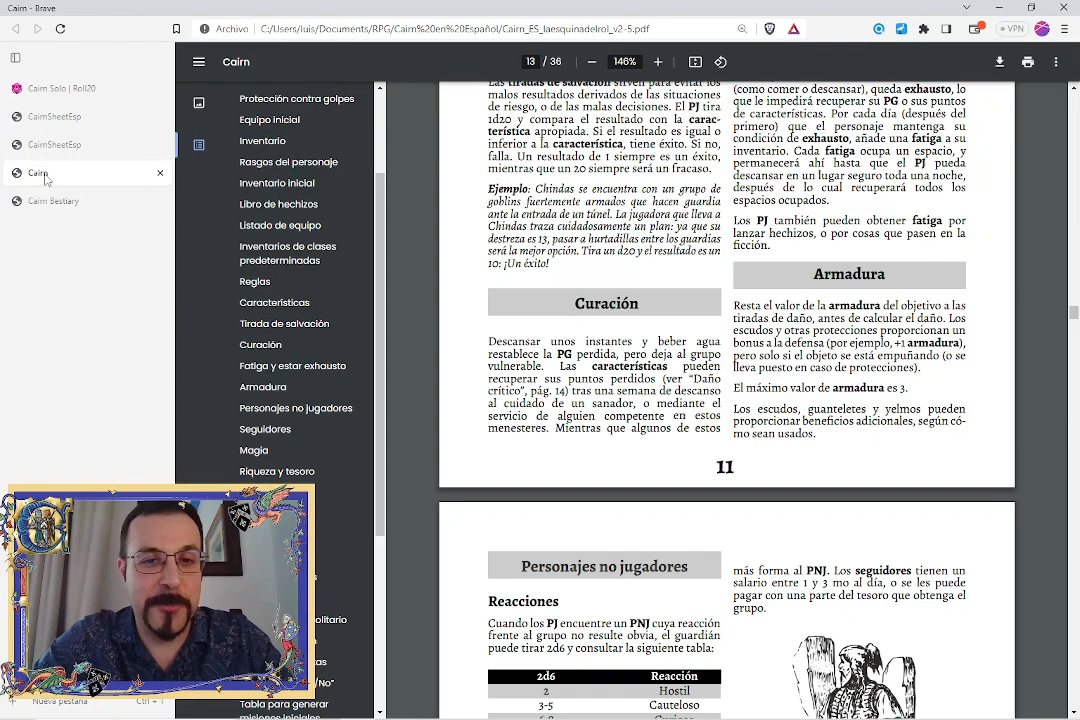 Cairn - Brave
Archivo
C:/Users/luis/Documents/RPG/Cairn%20en%20Español/Cairn_ES_laesquinadelrol_v2-5.pdf
VPN
Cairn
13 / 36
146%
Cairn Solo | Roll20
CairnSheetEsp
CairnSheetEsp
Cairn
Cairn Bestiary
Protección contra golpes
Equipo inicial
Inventario
Rasgos del personaje
Inventario inicial
Libro de hechizos
Listado de equipo
Inventarios de clases
predeterminadas
Reglas
Características
Tirada de salvación
Curación
Fatiga y estar exhausto
Armadura
Personajes no jugadores
Seguidores
Magia
Riqueza y tesoro
olitario
tas
/No"
Tabla para generar
misiones iniciales
Nueva pestaña
Ctrl + T
Las tiradas de salvación sirven para evitar los
malos resultados derivados de las situaciones
de riesgo, o de las malas decisiones. El PJ tira
1d20 y compara el resultado con la carac-
terística apropiada. Si el resultado es igual o
inferior a la característica, tiene éxito. Si no,
falla. Un resultado de 1 siempre es un éxito,
mientras que un 20 siempre será un fracaso.
Ejemplo: Chindas se encuentra con un grupo de
goblins fuertemente armados que hacen guardia
ante la entrada de un túnel. La jugadora que lleva a
Chindas traza cuidadosamente un plan: ya que su
destreza es 13, pasar a hurtadillas entre los guardias
será la mejor opción. Tira un d20 y el resultado es un
10: ¡Un éxito!
Curación
Descansar unos instantes y beber agua
restablece la PG perdida, pero deja al grupo
vulnerable. Las características pueden
recuperar sus puntos perdidos (ver "Daño
crítico", pág. 14) tras una semana de descanso
al cuidado de un sanador, o mediante el
servicio de alguien competente en estos
menesteres. Mientras que algunos de estos
(como comer o descansar), queda exhausto, lo
que le impedirá recuperar su PG o sus puntos
de características. Por cada día (después del
primero) que el personaje mantenga su
condición de exhausto, añade una fatiga a su
inventario. Cada fatiga ocupa un espacio, y
permanecerá ahí hasta que el PJ pueda
descansar en un lugar seguro toda una noche,
después de lo cual recuperará todos los
espacios ocupados.
Los PJ también pueden obtener fatiga por
lanzar hechizos, o por cosas que pasen en la
ficción.
Armadura
Resta el valor de la armadura del objetivo a las
tiradas de daño, antes de calcular el daño. Los
escudos y otras protecciones proporcionan un
bonus a la defensa (por ejemplo, +1 armadura),
pero solo si el objeto se está empuñando (o se
lleva puesto en caso de protecciones).
El máximo valor de armadura es 3.
Los escudos, guanteletes y yelmos pueden
proporcionar beneficios adicionales, según có-
mo sean usados.
11
Personajes no jugadores
Reacciones
Cuando los PJ encuentre un PNJ cuya reacción
frente al grupo no resulte obvia, el guardián
puede tirar 2d6 y consultar la siguiente tabla:
2d6 Reacción
2 Hostil
3-5 Cauteloso
6-8 Curioso
más forma al PNJ. Los seguidores tienen un
salario entre 1 y 3 mo al día, o se les puede
pagar con una parte del tesoro que obtenga el
grupo.